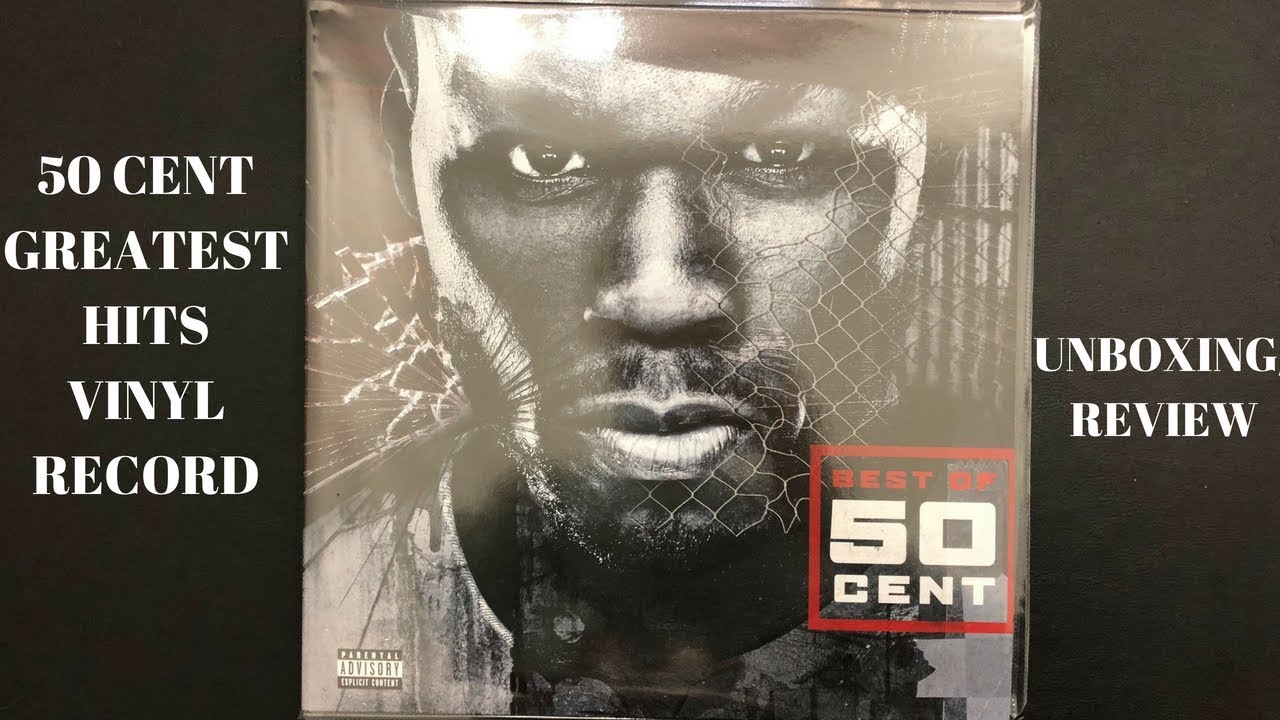 50 CENT
GREATEST
HITS
VINYL
RECORD
UNBOXING,
REVIEW
BEST OF
50
CENT
PARENTAL
ADVISORY
EXPLICIT CONTENT